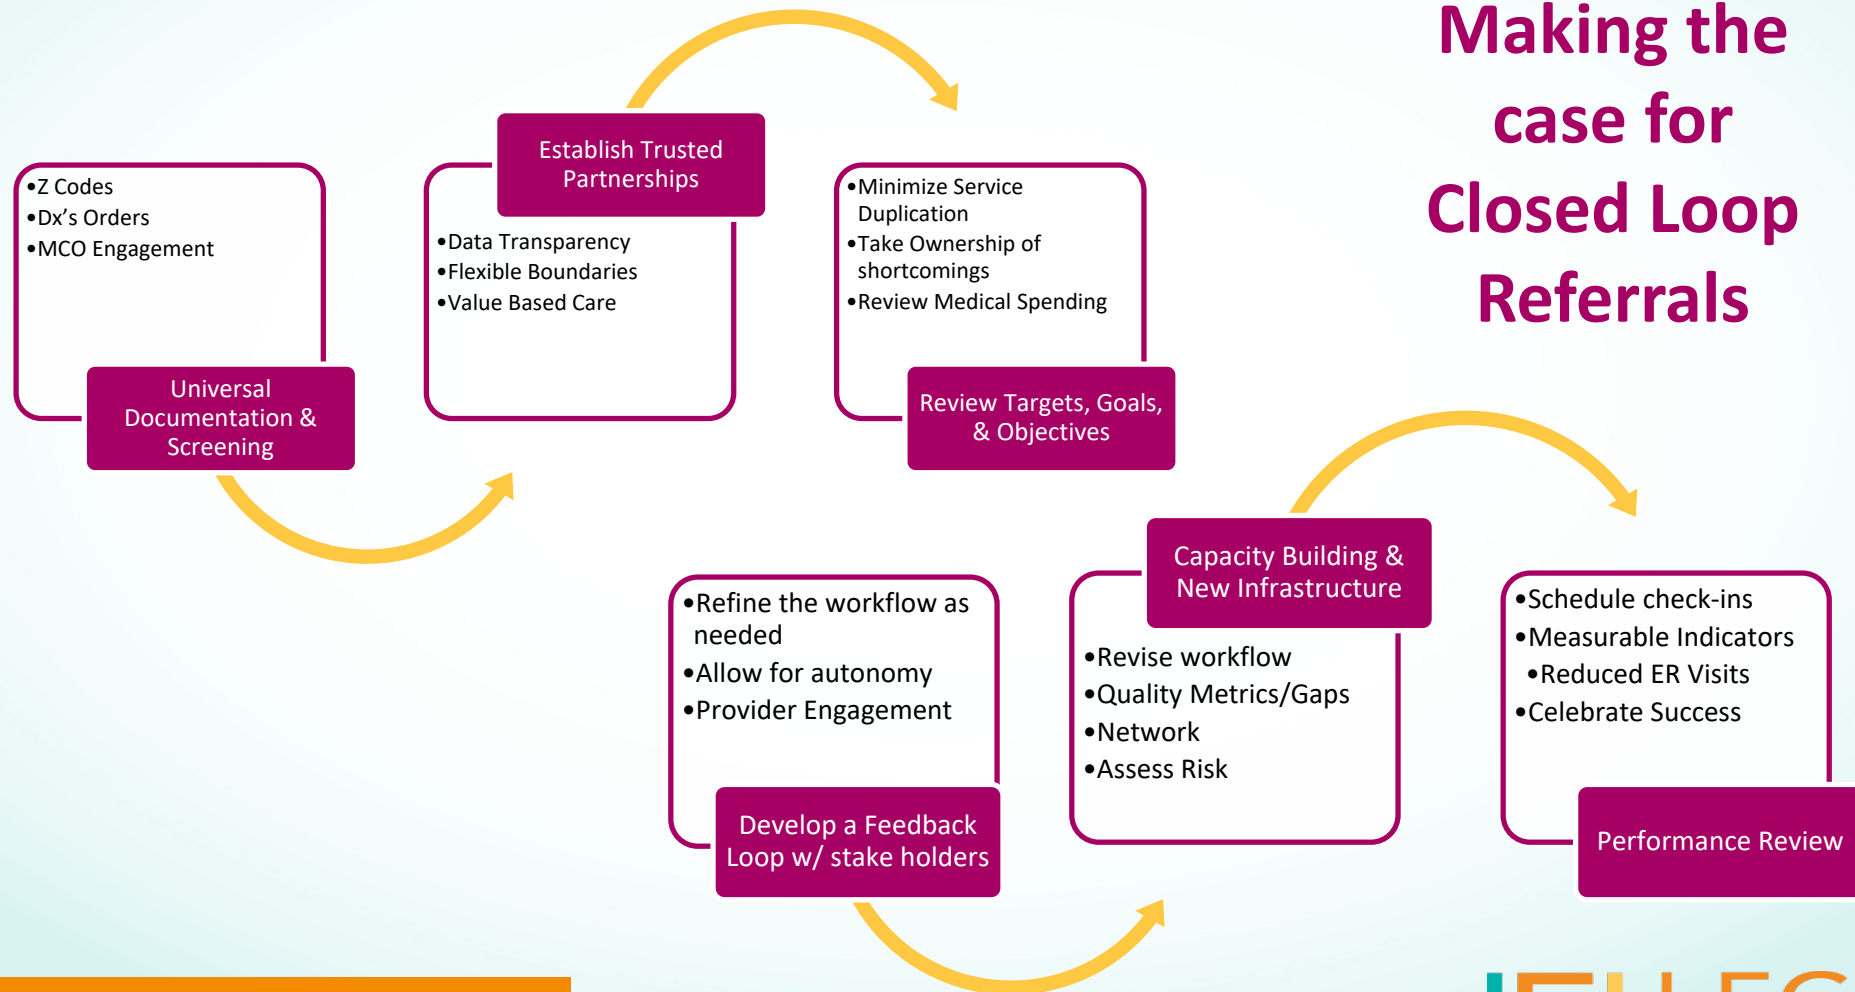 Making the
case for
Closed Loop
Referrals
•Z Codes
•Dx's Orders
•MCO Engagement
Universal
Documentation &
Screening
Establish Trusted
Partnerships
•Data Transparency
•Flexible Boundaries
•Value Based Care
•Minimize Service
Duplication
•Take Ownership of
shortcomings
•Review Medical Spending
Review Targets, Goals,
& Objectives
•Refine the workflow as
needed
•Allow for autonomy
•Provider Engagement
Develop a Feedback
Loop w/ stake holders
Capacity Building &
New Infrastructure
•Revise workflow
•Quality Metrics/Gaps
•Network
•Assess Risk
•Schedule check-ins
•Measurable Indicators
•Reduced ER Visits
•Celebrate Success
Performance Review